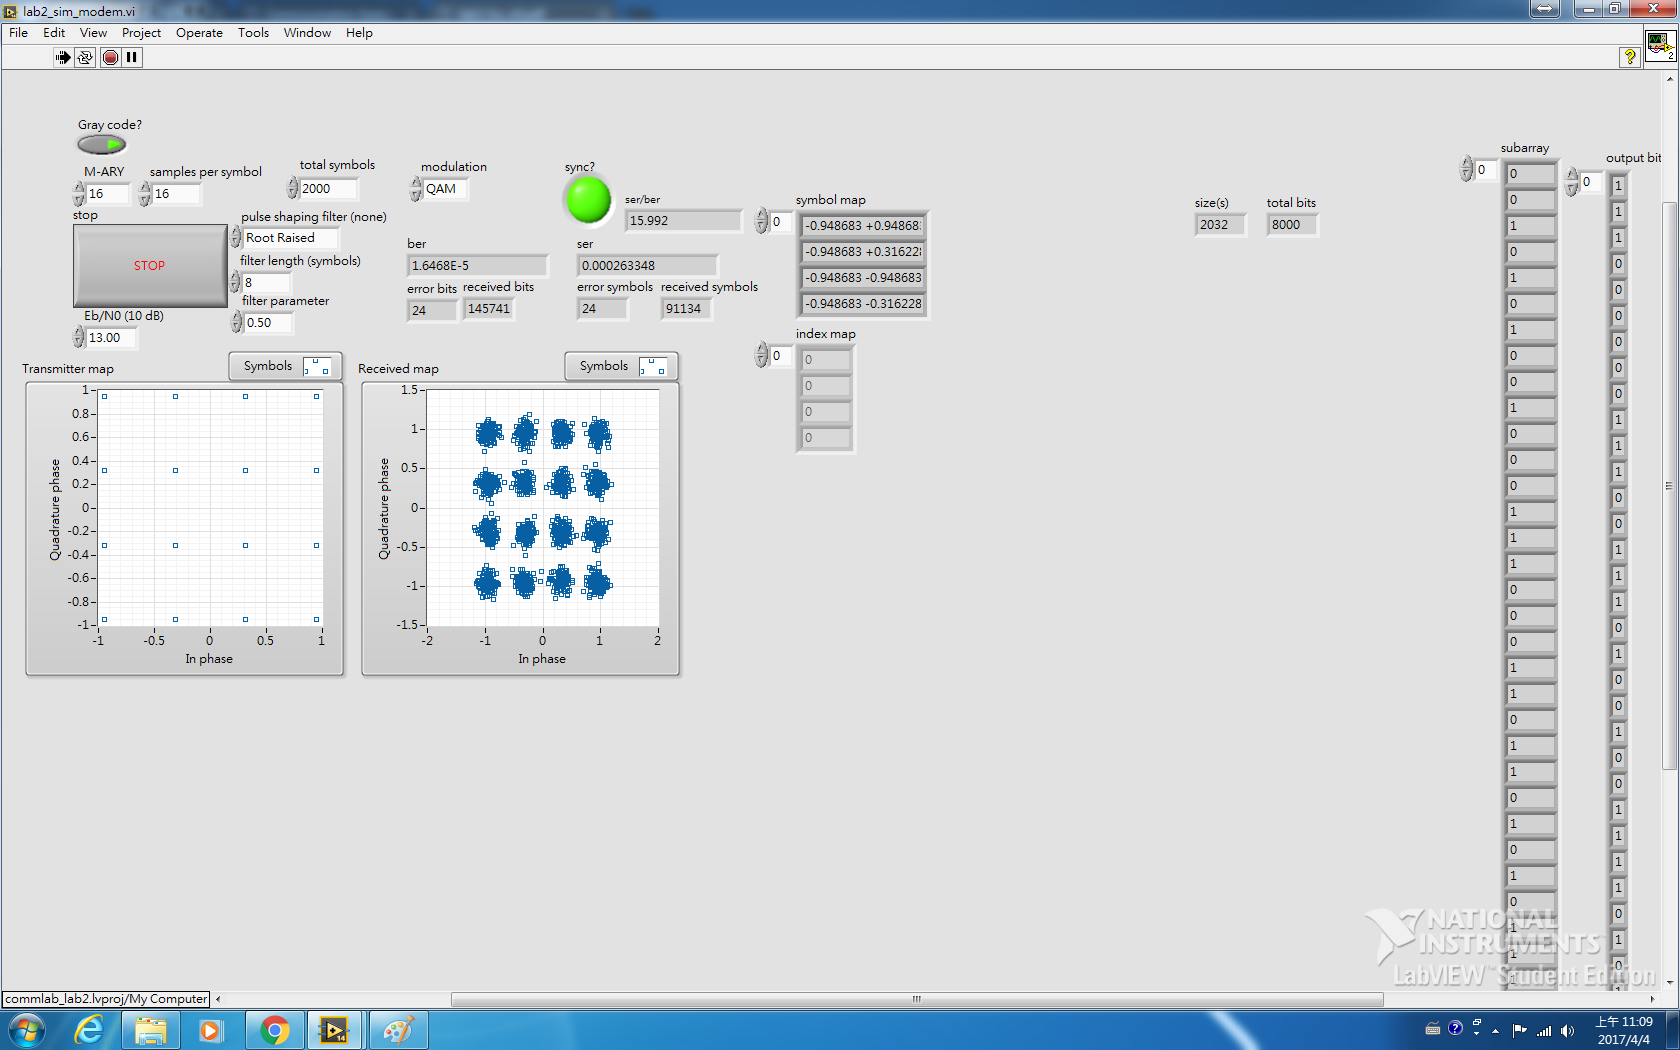 lab2_sim_modem.vi
File Edit View Project Operate Tools Window Help
2
Gray code?
M-ARY
16
samples per symbol
16
total symbols
2000
modulation
QAM
sync?
ser/ber
15.992
symbol map
0
-0.948683 +0.94868
-0.948683 +0.31622
-0.948683 -0.948683
-0.948683 -0.316228
size(s)
2032
total bits
8000
subarray
0
output bit
0
stop
STOP
pulse shaping filter (none)
Root Raised
filter length (symbols)
8
filter parameter
0.50
Eb/N0 (10 dB)
13.00
ber
1.6468E-5
ser
0.000263348
error bits
24
received bits
145741
error symbols
24
received symbols
91134
index map
0
0
0
0
0
Transmitter map
Symbols
1
0.8
0.6
0.4
0.2
0
-0.2
-0.4
-0.6
-0.8
-1
Quadrature phase
-1 -0.5 0 0.5 1
In phase
Received map
Symbols
1.5
1
0.5
0
-0.5
-1
-1.5
Quadrature phase
-2 -1 0 1 2
In phase
0
0
1
0
1
0
1
0
0
1
0
0
0
1
1
1
0
0
0
1
1
0
1
1
0
1
0
1
0
1
1
1
1
1
1
0
0
0
0
0
0
1
1
1
0
0
1
1
1
0
1
0
0
1
0
0
1
1
1
1
0
1
0
NATIONAL
INSTRUMENTS
LabVIEW™ Student Edition
commlab_lab2.lvproj/My Computer
14
上午 11:09
2017/4/4